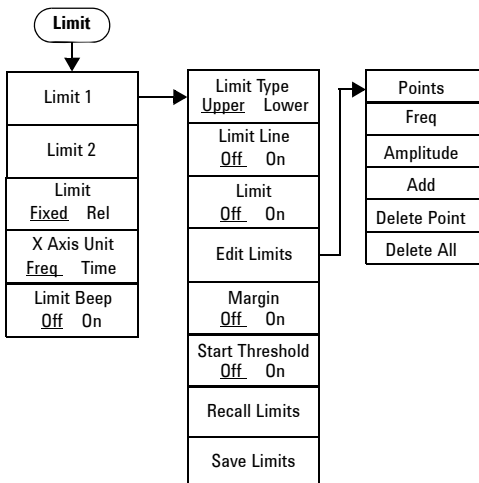 Limit
Limit 1
Limit 2
Limit
Fixed Rel
X Axis Unit
Freq Time
Limit Beep
Off On
Limit Type
Upper Lower
Limit Line
Off On
Limit
Off On
Edit Limits
Margin
Off On
Start Threshold
Off On
Recall Limits
Save Limits
Points
Freq
Amplitude
Add
Delete Point
Delete All